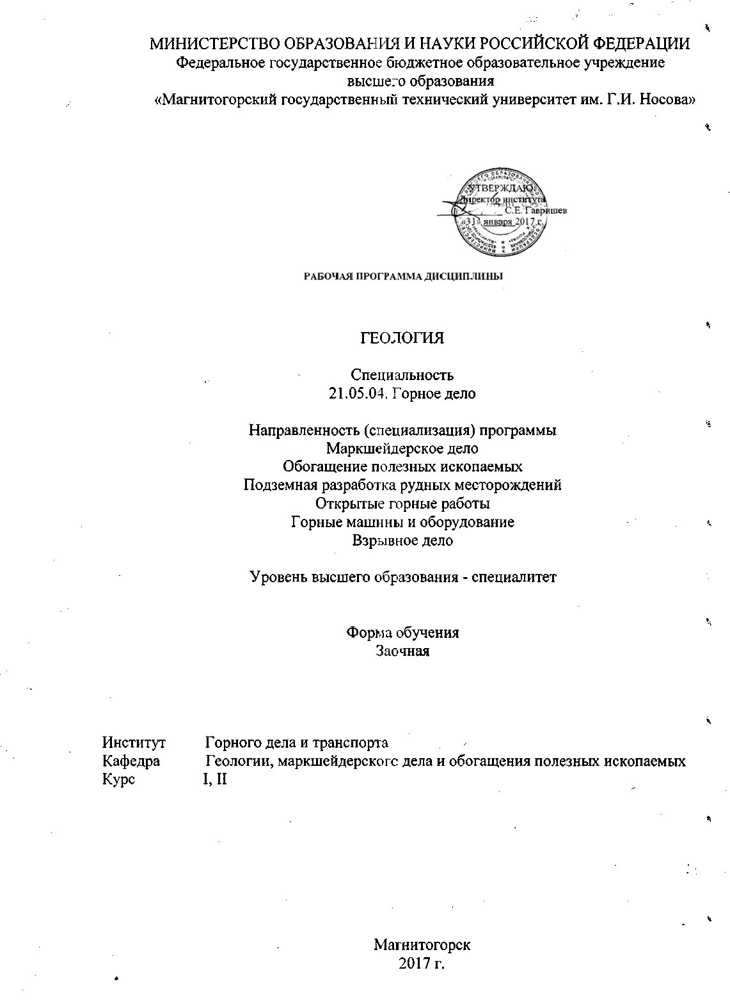 МИНИСТЕРСТВО ОБРАЗОВАНИЯ И НАУКИ РОССИЙСКОЙ ФЕДЕРАЦИИ
Федеральное государственное бюджетное образовательное учреждение
высшего образования
«Магнитогорский государственный технический университет им. Г.И. Носова»
УТВЕРЖДАЮ
Директор института
С.Е. Гавришев
«31» января 2017 г.
РАБОЧАЯ ПРОГРАММА ДИСЦИПЛИНЫ
ГЕОЛОГИЯ
Специальность
21.05.04. Горное дело
Направленность (специализация) программы
Маркшейдерское дело
Обогащение полезных ископаемых
Подземная разработка рудных месторождений
Открытые горные работы
Горные машины и оборудование
Взрывное дело
Уровень высшего образования - специалитет
Форма обучения
Заочная
Институт Горного дела и транспорта
Кафедра Геологии, маркшейдерского дела и обогащения полезных ископаемых
Курс I, II
Магнитогорск
2017 г.